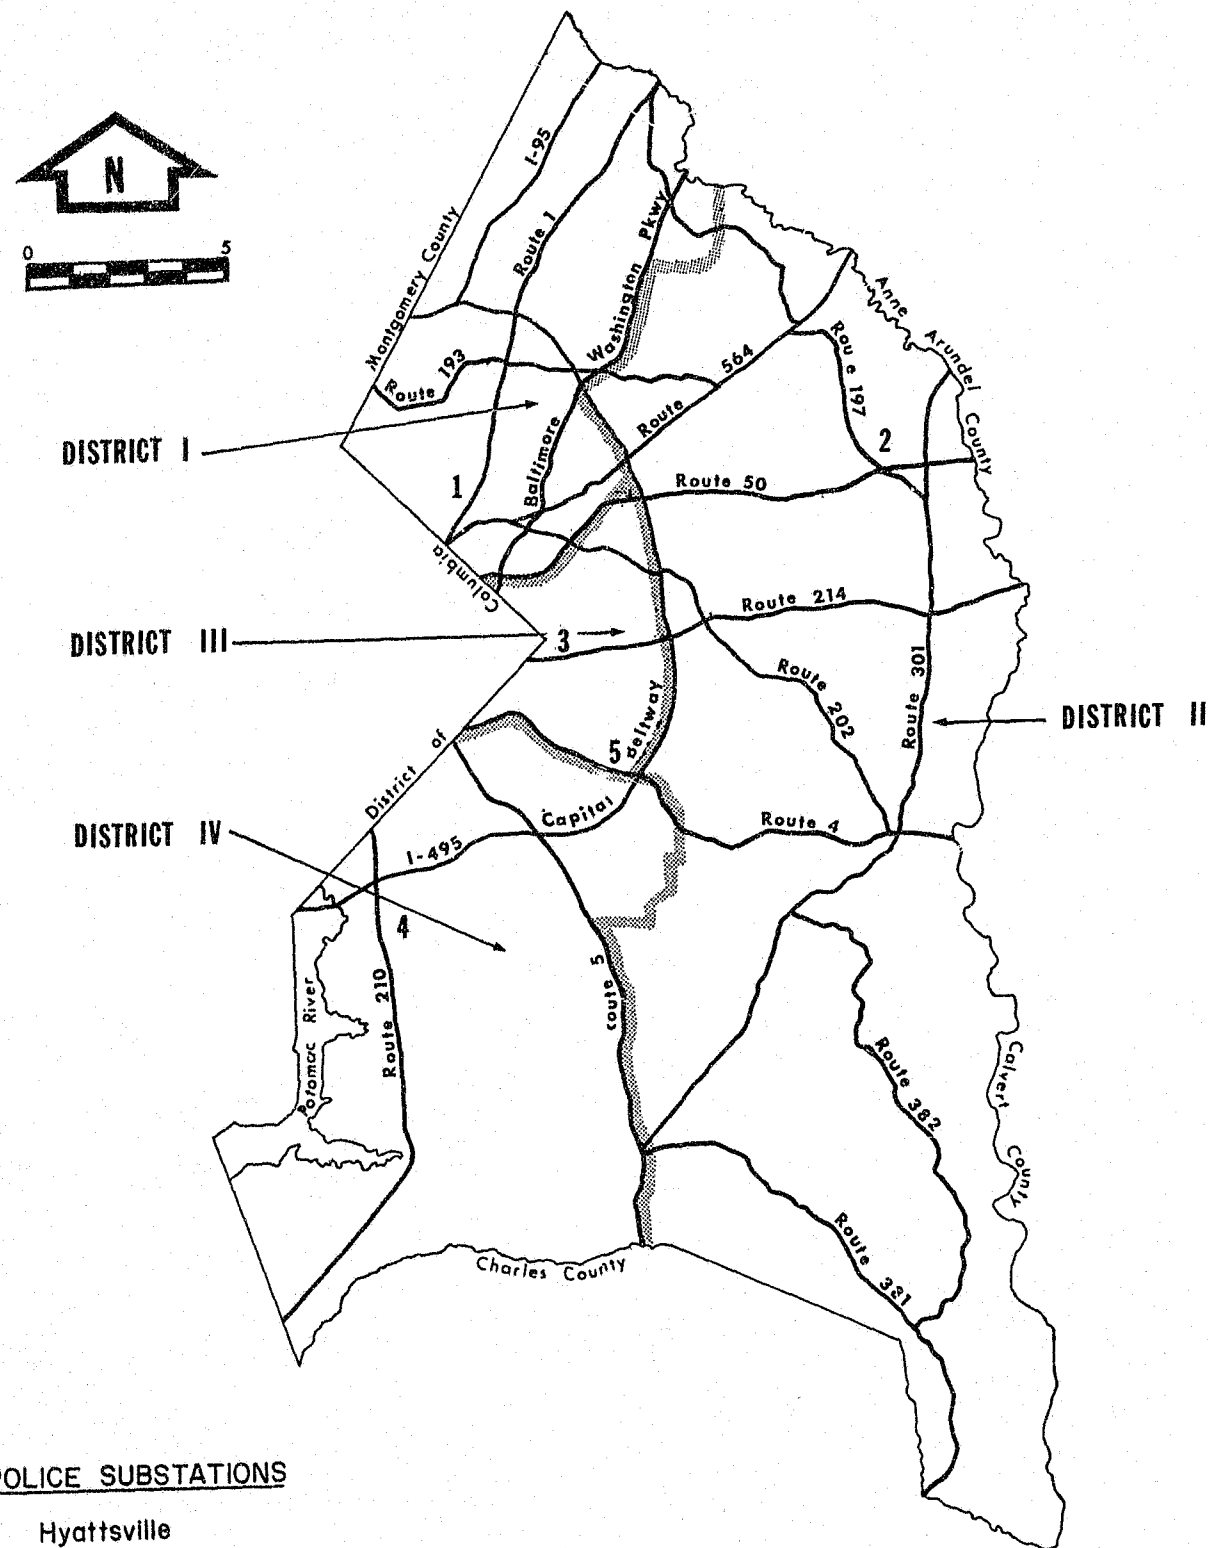 N
0 5
I-95
Route 1
Montgomery County
Washington Pkwy
Baltimore
Route 193
Route 564
Anne Arundel County
Rou e 197
DISTRICT I
1
2
Route 50
Columbia
Route 214
DISTRICT III
3
Route 202
Route 301
DISTRICT II
5
Beltway
District of
Capital
Route 4
DISTRICT IV
I-495
4
oute 5
Potomac River
Route 210
Route 382
Calvert County
Route 381
Charles County
POLICE SUBSTATIONS
Hyattsville